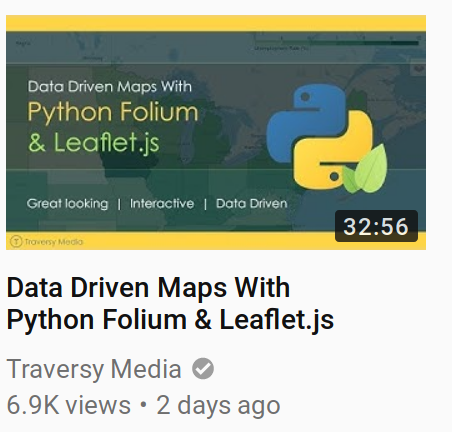 Data Driven Maps With
Python Folium
& Leaflet.js
Great looking | Interactive | Data Driven
32:56
Traversy Media
Data Driven Maps With
Python Folium & Leaflet.js
Traversy Media
6.9K views • 2 days ago